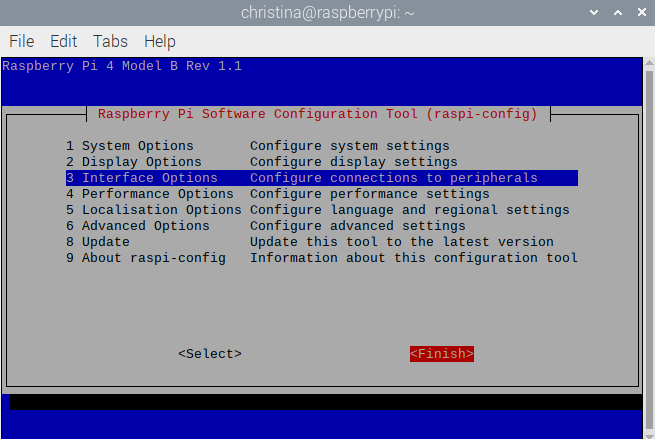 christina@raspberrypi: ~
File Edit Tabs Help
Raspberry Pi 4 Model B Rev 1.1
Raspberry Pi Software Configuration Tool (raspi-config)
1 System Options Configure system settings
2 Display Options Configure display settings
3 Interface Options Configure connections to peripherals
4 Performance Options Configure performance settings
5 Localisation Options Configure language and regional settings
6 Advanced Options Configure advanced settings
8 Update Update this tool to the latest version
9 About raspi-config Information about this configuration tool
<Select> <Finish>